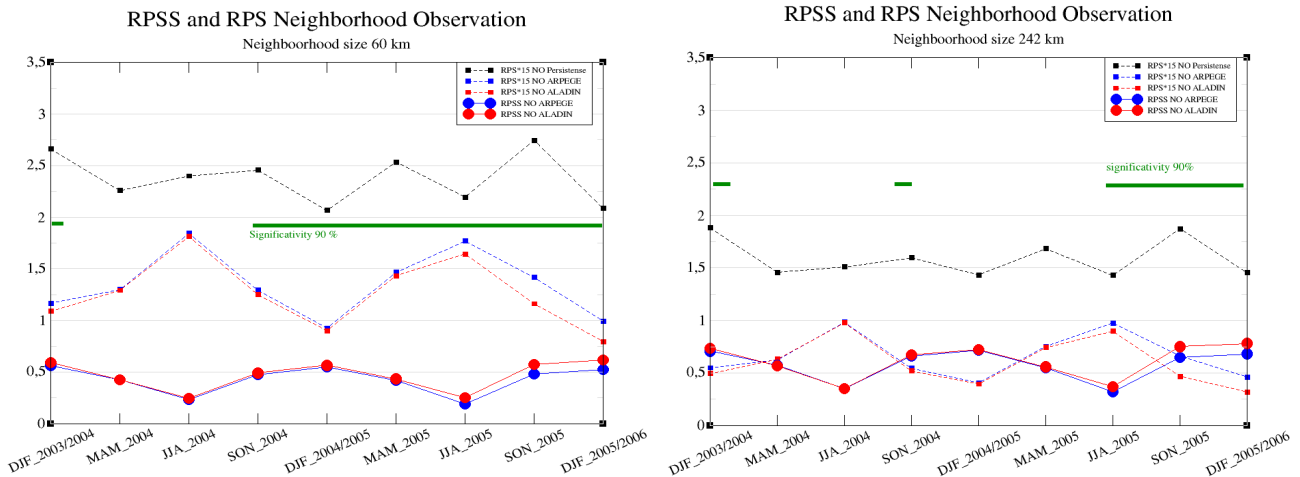 RPSS and RPS Neighborhood Observation
Neighboorhood size 60 km
3,5
3
2,5
2
1,5
1
0,5
0
RPS*15 NO Persistense
RPS*15 NO ARPEGE
RPS*15 NO ALADIN
RPSS NO ARPEGE
RPSS NO ALADIN
Significativity 90 %
DJF_2003/2004
MAM_2004
JJA_2004
SON_2004
DJF_2004/2005
MAM_2005
JJA_2005
SON_2005
DJF_2005/2006
RPSS and RPS Neighborhood Observation
Neighborhood size 242 km
3,5
3
2,5
2
1,5
1
0,5
0
RPS*15 NO Persistense
RPS*15 NO ARPEGE
RPS*15 NO ALADIN
RPSS NO ARPEGE
RPSS NO ALADIN
significativity 90%
DJF_2003/2004
MAM_2004
JJA_2004
SON_2004
DJF_2004/2005
MAM_2005
JJA_2005
SON_2005
DJF_2005/2006